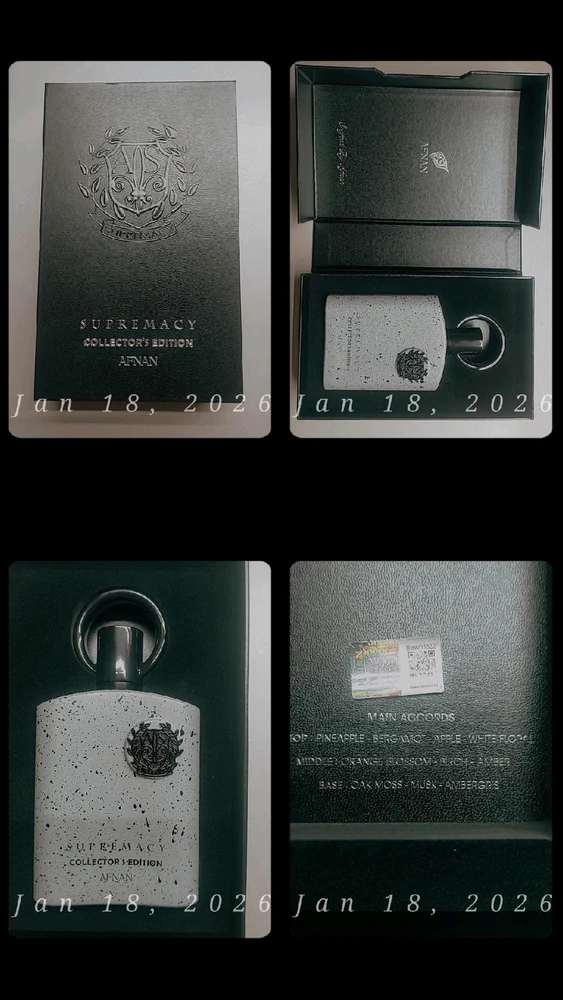 SUPREMACY
SUPREMACY
COLLECTOR'S EDITION
AFNAN
Jan 18, 2026
AFNAN
Jan 18, 2026
SUPREMACY
COLLECTOR'S EDITION
AFNAN
Jan 18, 2026
MAIN ACCORDS
TOP : PINEAPPLE - BERGAMOT - APPLE - WHITE FLORAL
MIDDLE : ORANGE BLOSSOM - BIRCH - AMBER
BASE : OAK MOSS - MUSK - AMBERGRIS
Jan 18, 2026